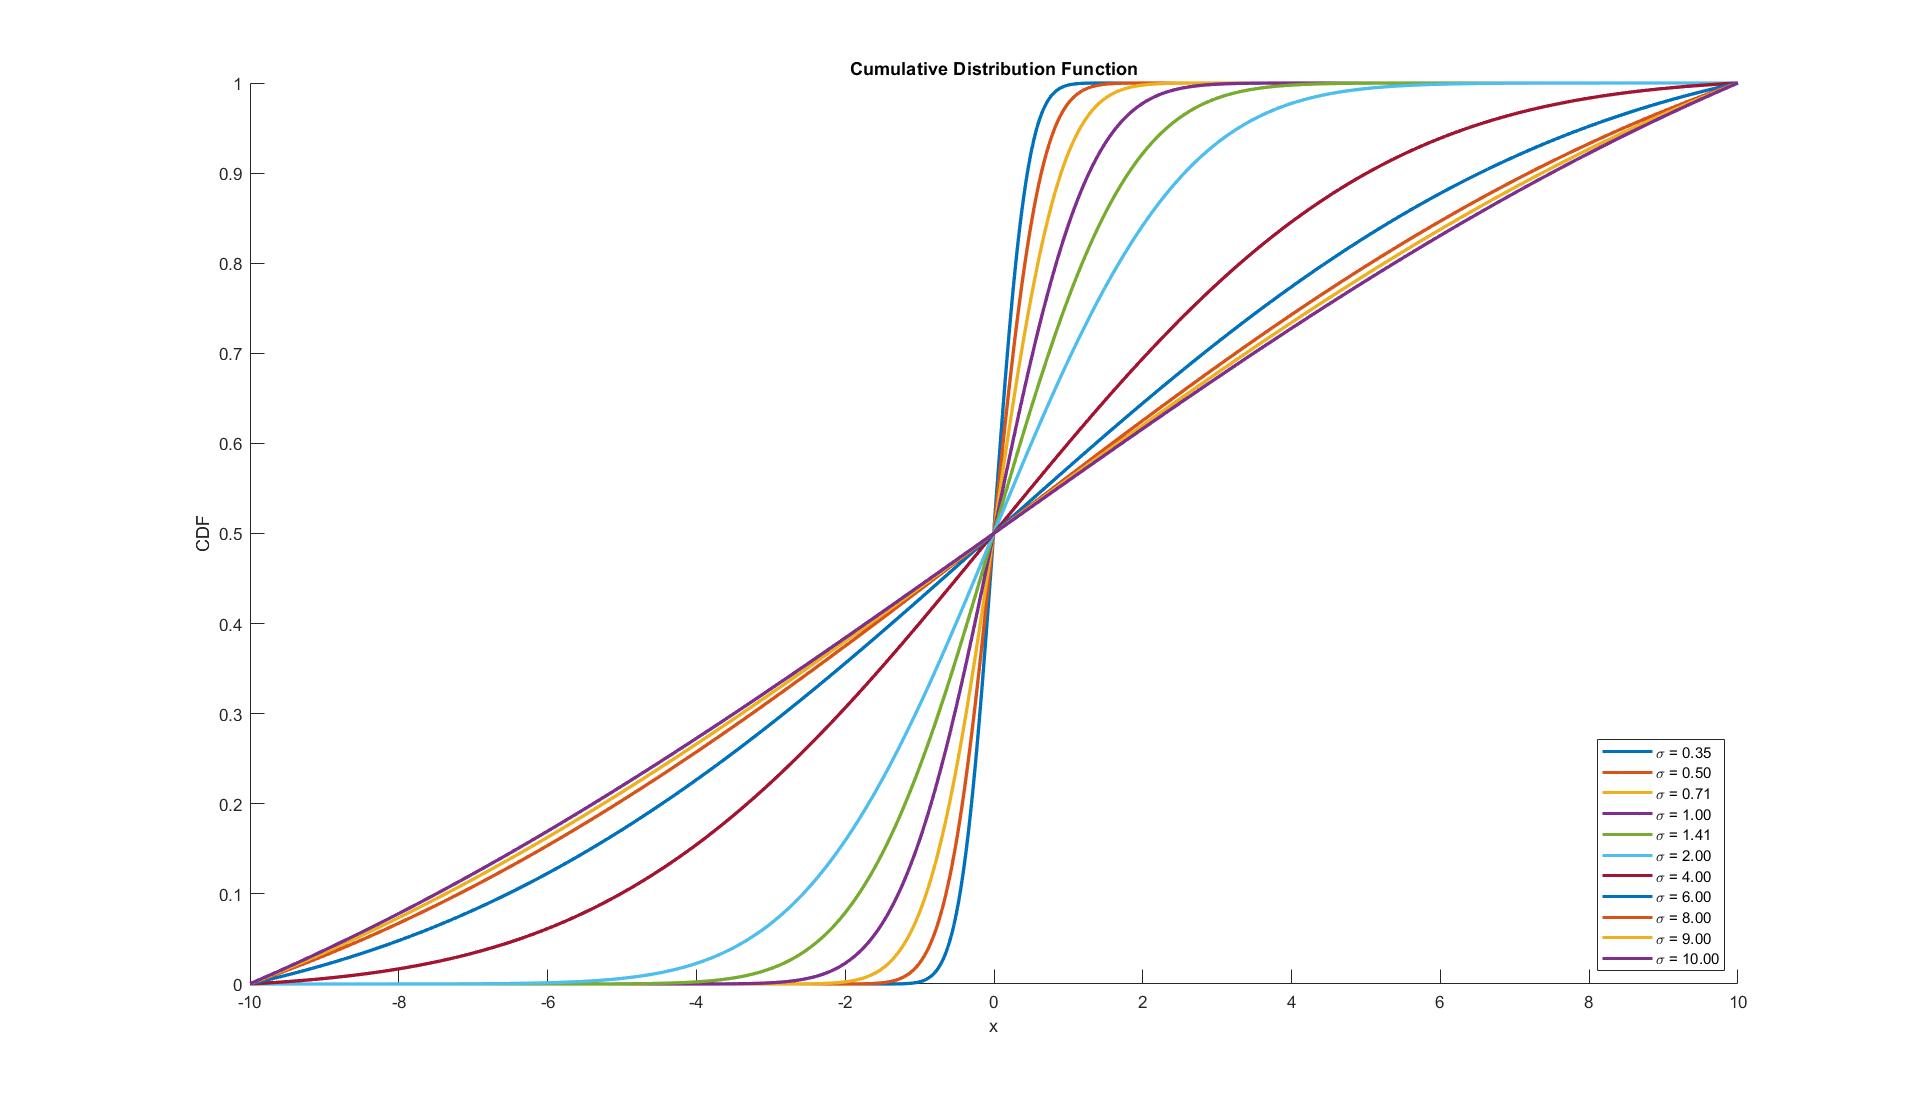 Cumulative Distribution Function
1
0.9
0.8
0.7
0.6
0.5
0.4
0.3
0.2
0.1
0
CDF
-10 -8 -6 -4 -2 0 2 4 6 8 10
x
σ = 0.35
σ = 0.50
σ = 0.71
σ = 1.00
σ = 1.41
σ = 2.00
σ = 4.00
σ = 6.00
σ = 8.00
σ = 9.00
σ = 10.00